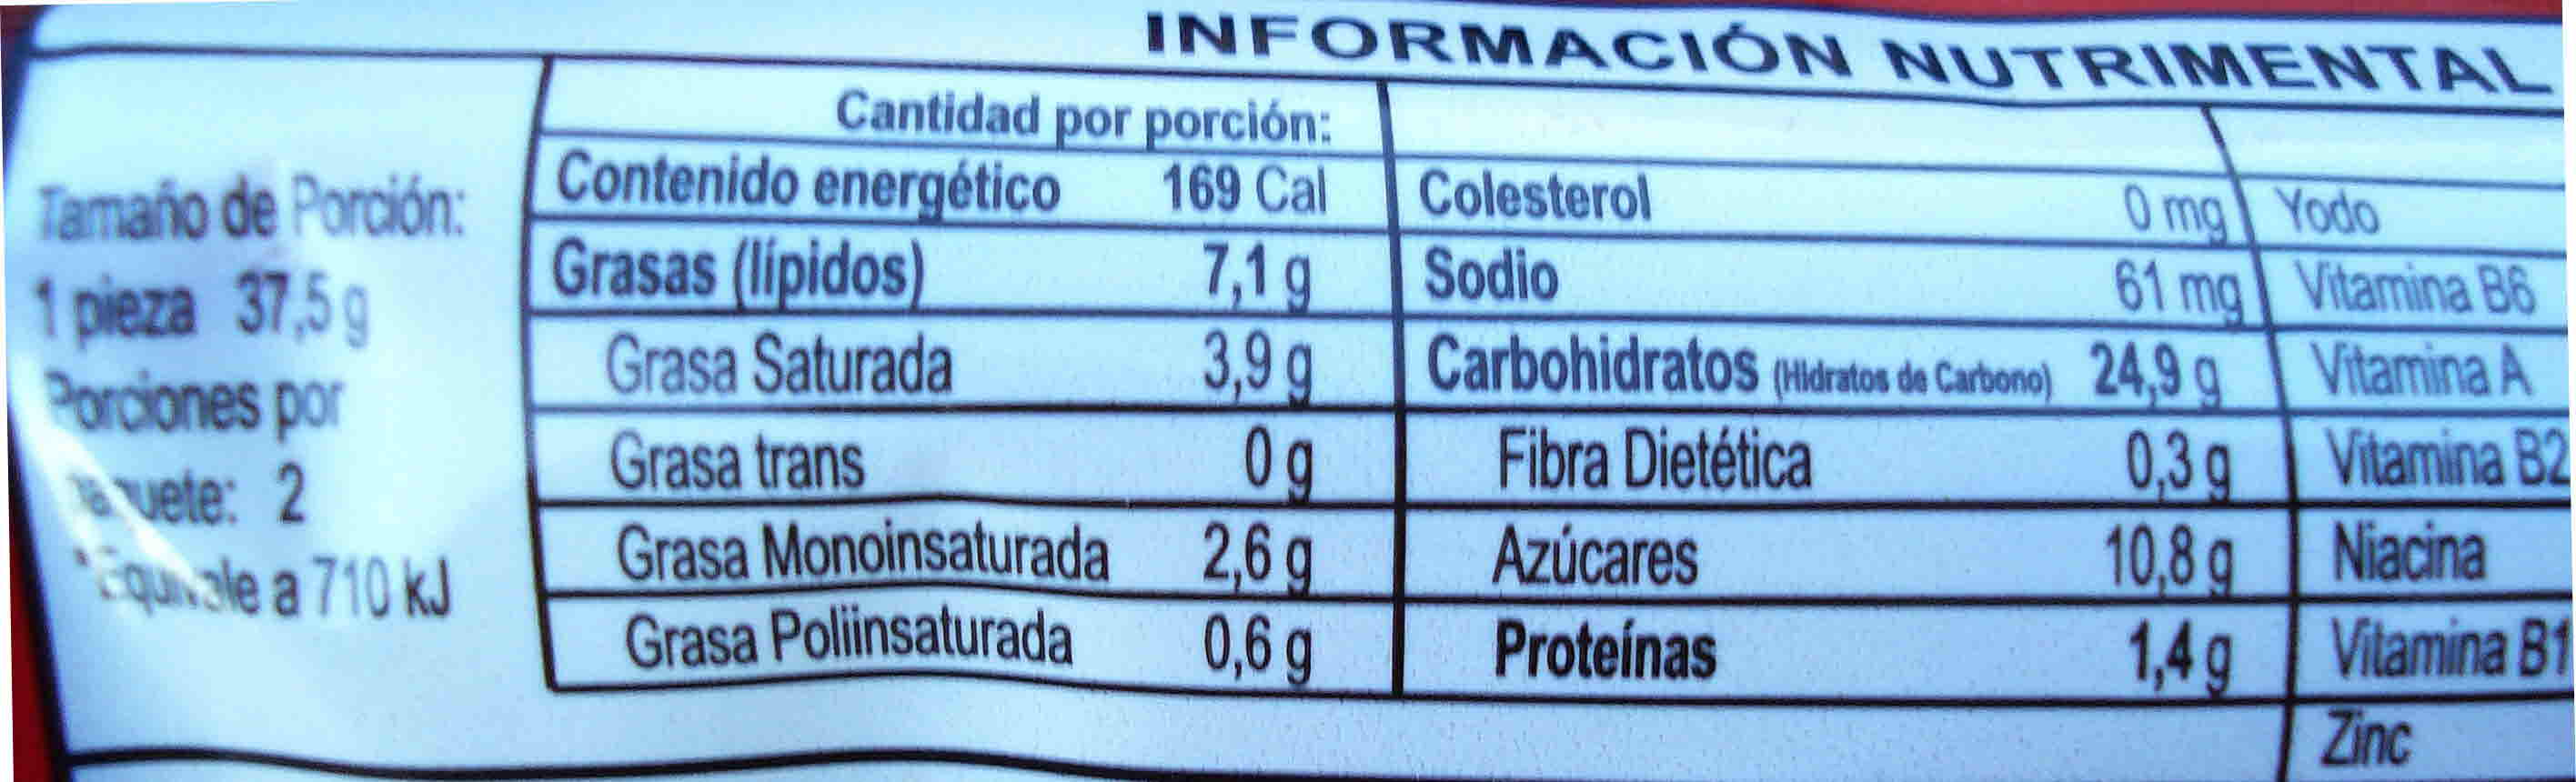 INFORMACIÓN NUTRIMENTAL
Tamaño de Porción:
1 pieza 37,5 g
Porciones por
paquete: 2
*Equivale a 710 kJ
Cantidad por porción:
Contenido energético 169 Cal
Grasas (lípidos) 7,1 g
Grasa Saturada 3,9 g
Grasa trans 0 g
Grasa Monoinsaturada 2,6 g
Grasa Poliinsaturada 0,6 g
Colesterol 0 mg
Sodio 61 mg
Carbohidratos (Hidratos de Carbono) 24,9 g
Fibra Dietética 0,3 g
Azúcares 10,8 g
Proteínas 1,4 g
Yodo
Vitamina B6
Vitamina A
Vitamina B2
Niacina
Vitamina B1
Zinc